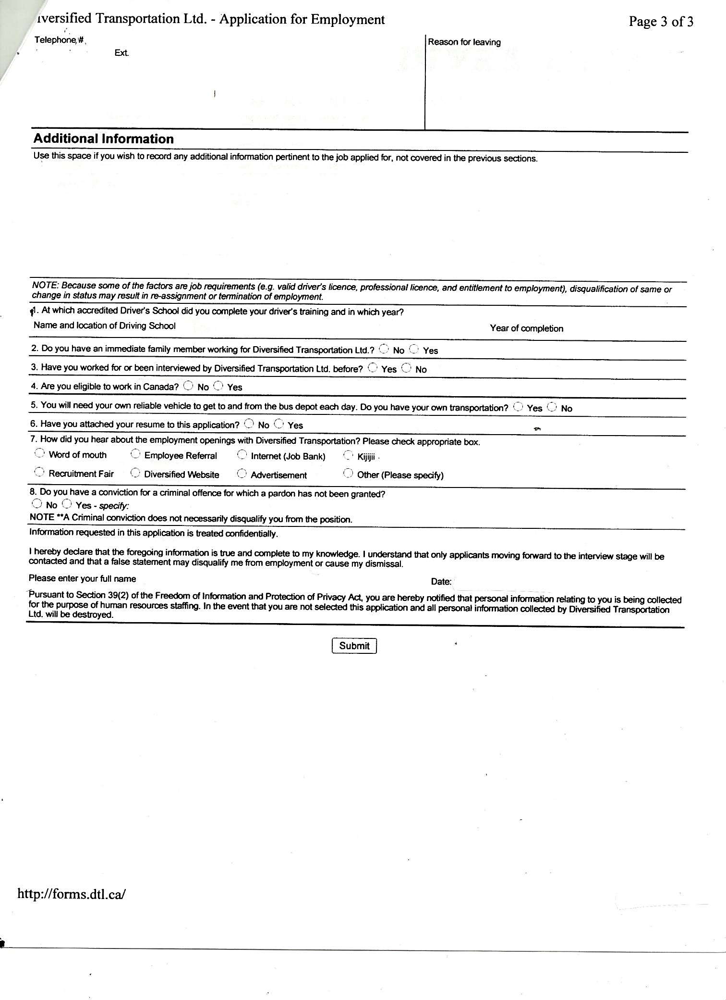 iversified Transportation Ltd. - Application for Employment Page 3 of 3
Telephone #
Ext.
Reason for leaving
Additional Information
Use this space if you wish to record any additional information pertinent to the job applied for, not covered in the previous sections.
NOTE: Because some of the factors are job requirements (e.g. valid driver's licence, professional licence, and entitlement to employment), disqualification of same or
change in status may result in re-assignment or termination of employment.
1. At which accredited Driver's School did you complete your driver's training and in which year?
Name and location of Driving School Year of completion
2. Do you have an immediate family member working for Diversified Transportation Ltd.? No Yes
3. Have you worked for or been interviewed by Diversified Transportation Ltd. before? Yes No
4. Are you eligible to work in Canada? No Yes
5. You will need your own reliable vehicle to get to and from the bus depot each day. Do you have your own transportation? Yes No
6. Have you attached your resume to this application? No Yes
7. How did you hear about the employment openings with Diversified Transportation? Please check appropriate box.
Word of mouth Employee Referral Internet (Job Bank) Kijijii
Recruitment Fair Diversified Website Advertisement Other (Please specify)
8. Do you have a conviction for a criminal offence for which a pardon has not been granted?
No Yes - specify:
NOTE **A Criminal conviction does not necessarily disqualify you from the position.
Information requested in this application is treated confidentially.
I hereby declare that the foregoing information is true and complete to my knowledge. I understand that only applicants moving forward to the interview stage will be
contacted and that a false statement may disqualify me from employment or cause my dismissal.
Please enter your full name Date:
Pursuant to Section 39(2) of the Freedom of Information and Protection of Privacy Act, you are hereby notified that personal information relating to you is being collected
for the purpose of human resources staffing. In the event that you are not selected this application and all personal information collected by Diversified Transportation
Ltd. will be destroyed.
Submit
http://forms.dtl.ca/